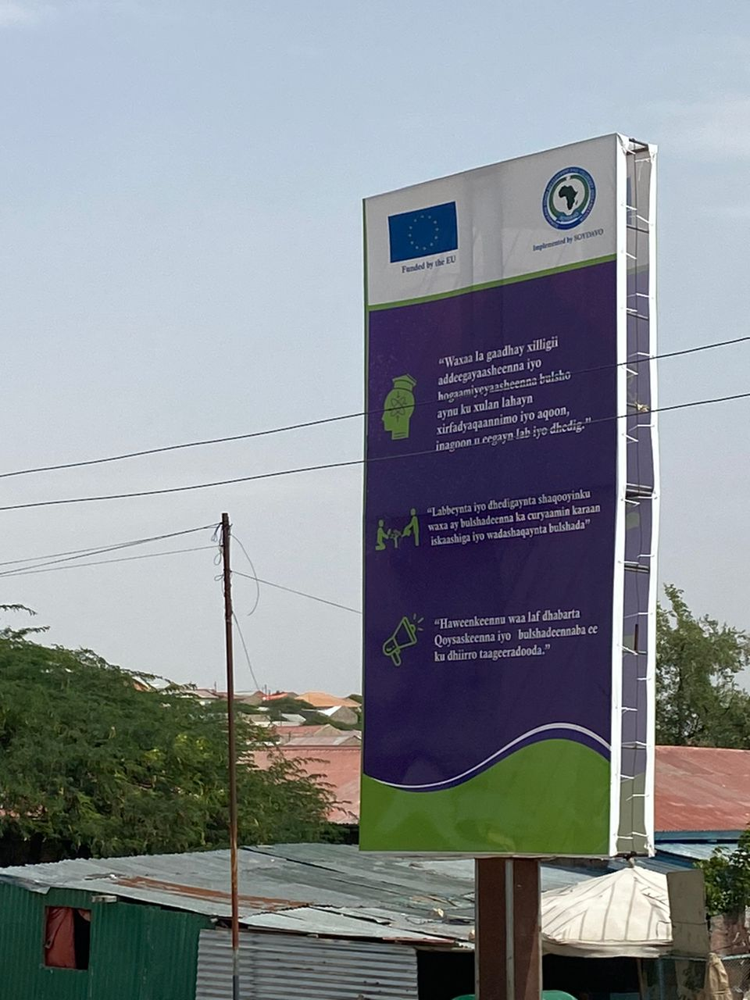 Funded by the EU
Implemented by SOYDAVO
“Waxaa la gaadhay xilligii
addeegayaasheenna iyo
hogaamiyeyaasheenna bulsho
aynu ku xulan lahayn
xirfadyaqaannimo iyo aqoon,
inagoon u eegayn lab iyo dhedig.”
“Labbeynta iyo dhedigaynta shaqooyinku
waxa ay bulshadeenna ka curyaamin karaan
iskaashiga iyo wadashaqaynta bulshada”
“Haweenkeennu waa laf dhabarta
Qoysaskeenna iyo bulshadeennaba ee
ku dhiirro taageeradooda.”